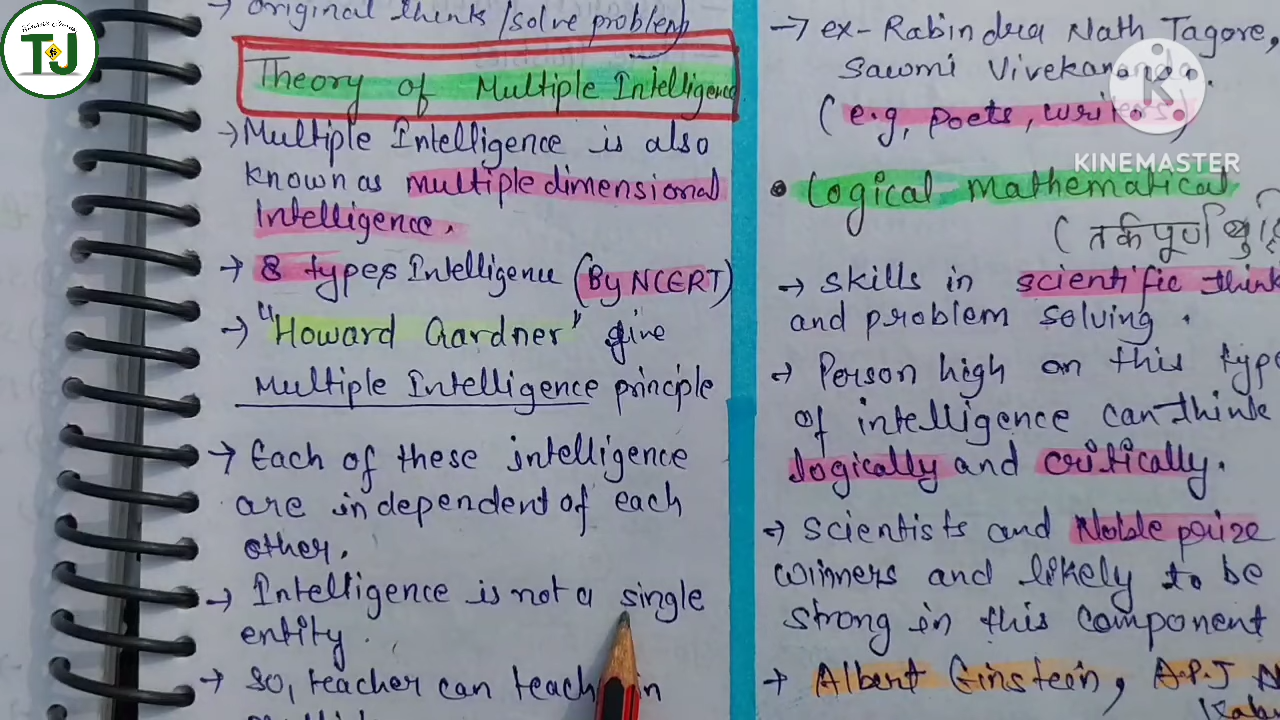 TJ
→ Original think/solve problem)
Theory of Multiple Intelligence
→ Multiple Intelligence is also
known as multiple dimensional
Intelligence.
→ 8 types Intelligence (By NCERT)
→ "Howard Gardner" give
Multiple Intelligence principle
→ Each of these intelligence
are independent of each
other.
→ Intelligence is not a single
entity.
→ So, teacher can teach in
→ ex- Rabindra Nath Tagore,
Sawmi Vivekananda.
(e.g, poets, writers)
KINEMASTER
• Logical mathematical
(तर्कपूर्ण
→ skills in scientific think
and problem solving.
→ Person high on this type
of intelligence can think
logically and critically.
→ scientists and Noble prize
winners and likely to be
strong in this component
→ Albert Einstein, A.P.J